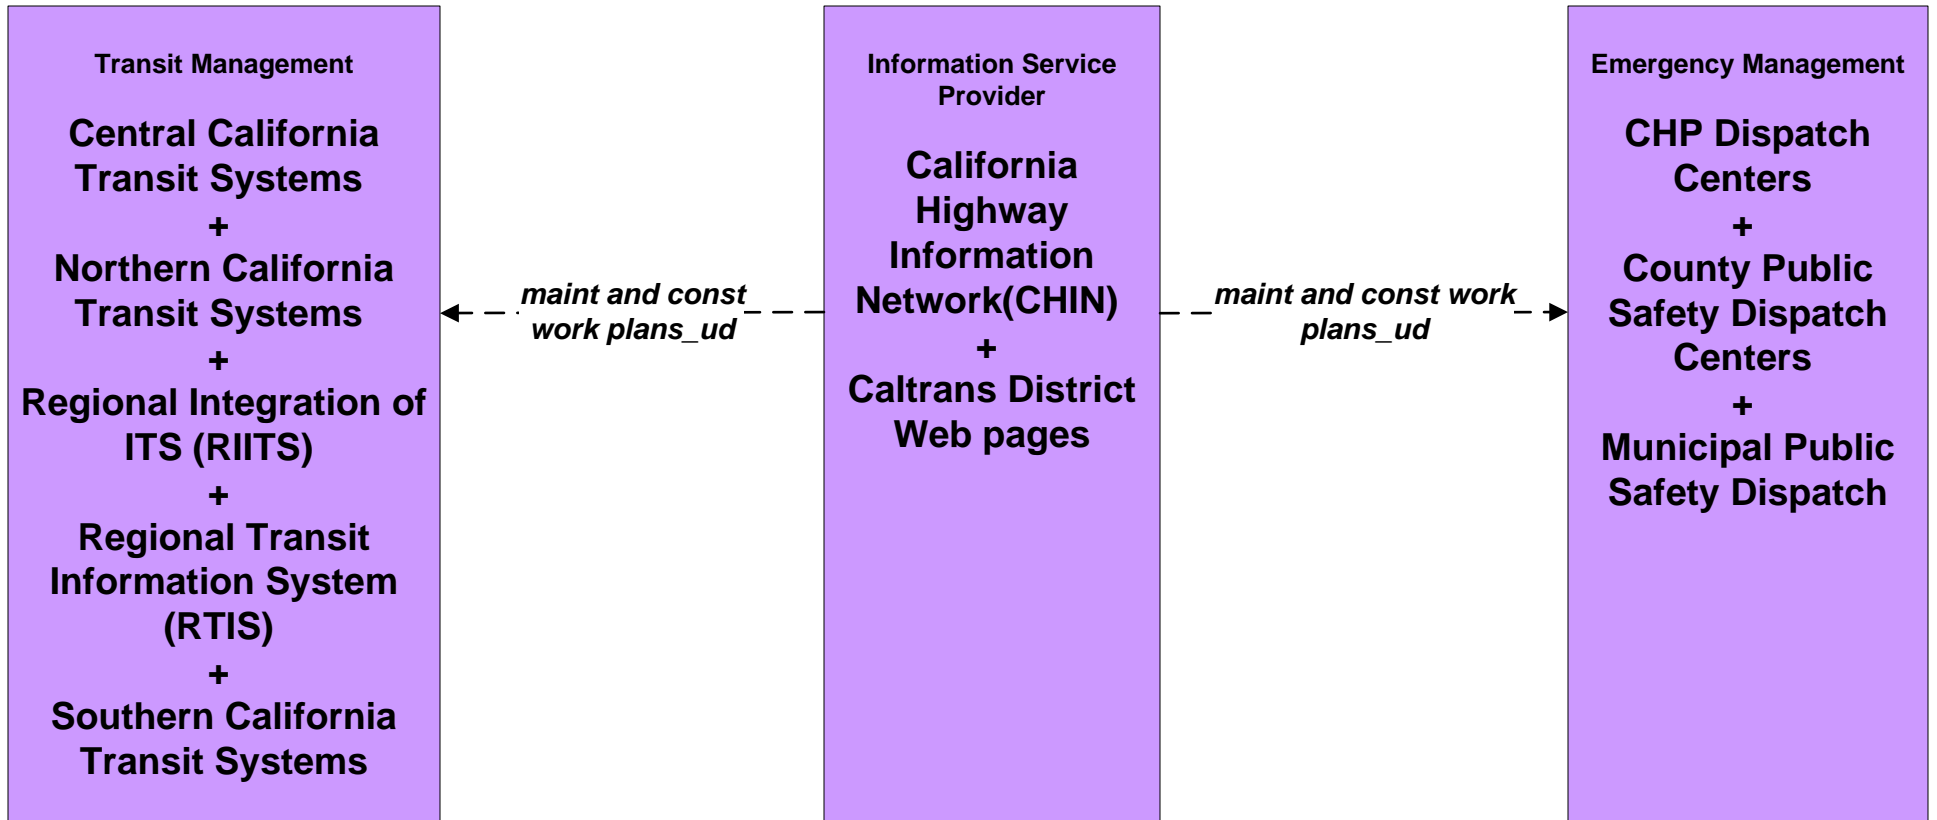 Transit Management
Central California
Transit Systems
+
Northern California
Transit Systems
+
Regional Integration of
ITS (RIITS)
+
Regional Transit
Information System
(RTIS)
+
Southern California
Transit Systems
maint and const
work plans_ud
Information Service
Provider
California
Highway
Information
Network(CHIN)
+
Caltrans District
Web pages
maint and const work
plans_ud
Emergency Management
CHP Dispatch
Centers
+
County Public
Safety Dispatch
Centers
+
Municipal Public
Safety Dispatch